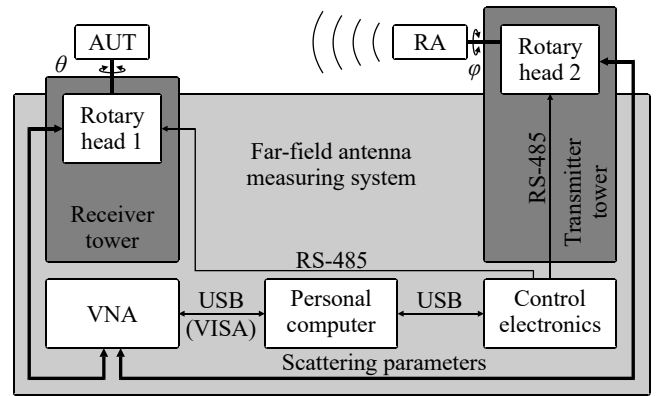 AUT
RA
Rotary
head 2
θ
φ
Rotary
head 1
Far-field antenna
measuring system
RS-485
Transmitter
tower
Receiver
tower
RS-485
VNA
USB
(VISA)
Personal
computer
USB
Control
electronics
Scattering parameters